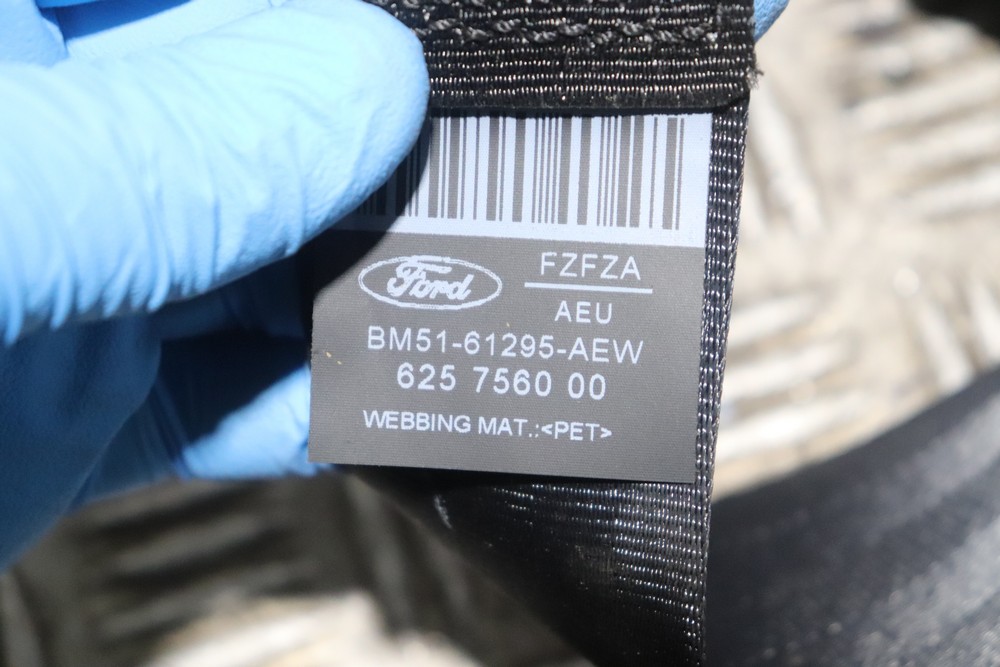 Ford
FZFZA
AEU
BM51-61295-AEW
625 7560 00
WEBBING MAT.:<PET>